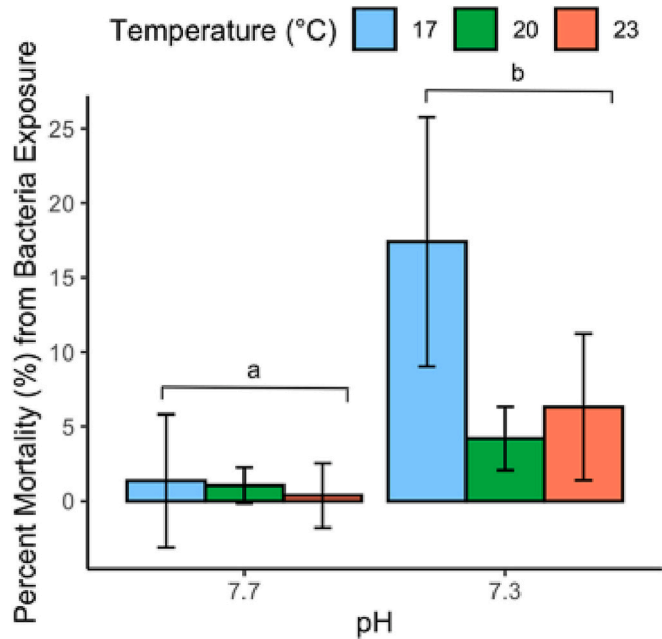 Temperature (°C) 17 20 23
Percent Mortality (%) from Bacteria Exposure
25
20
15
10
5
0
a
b
7.7 7.3
pH